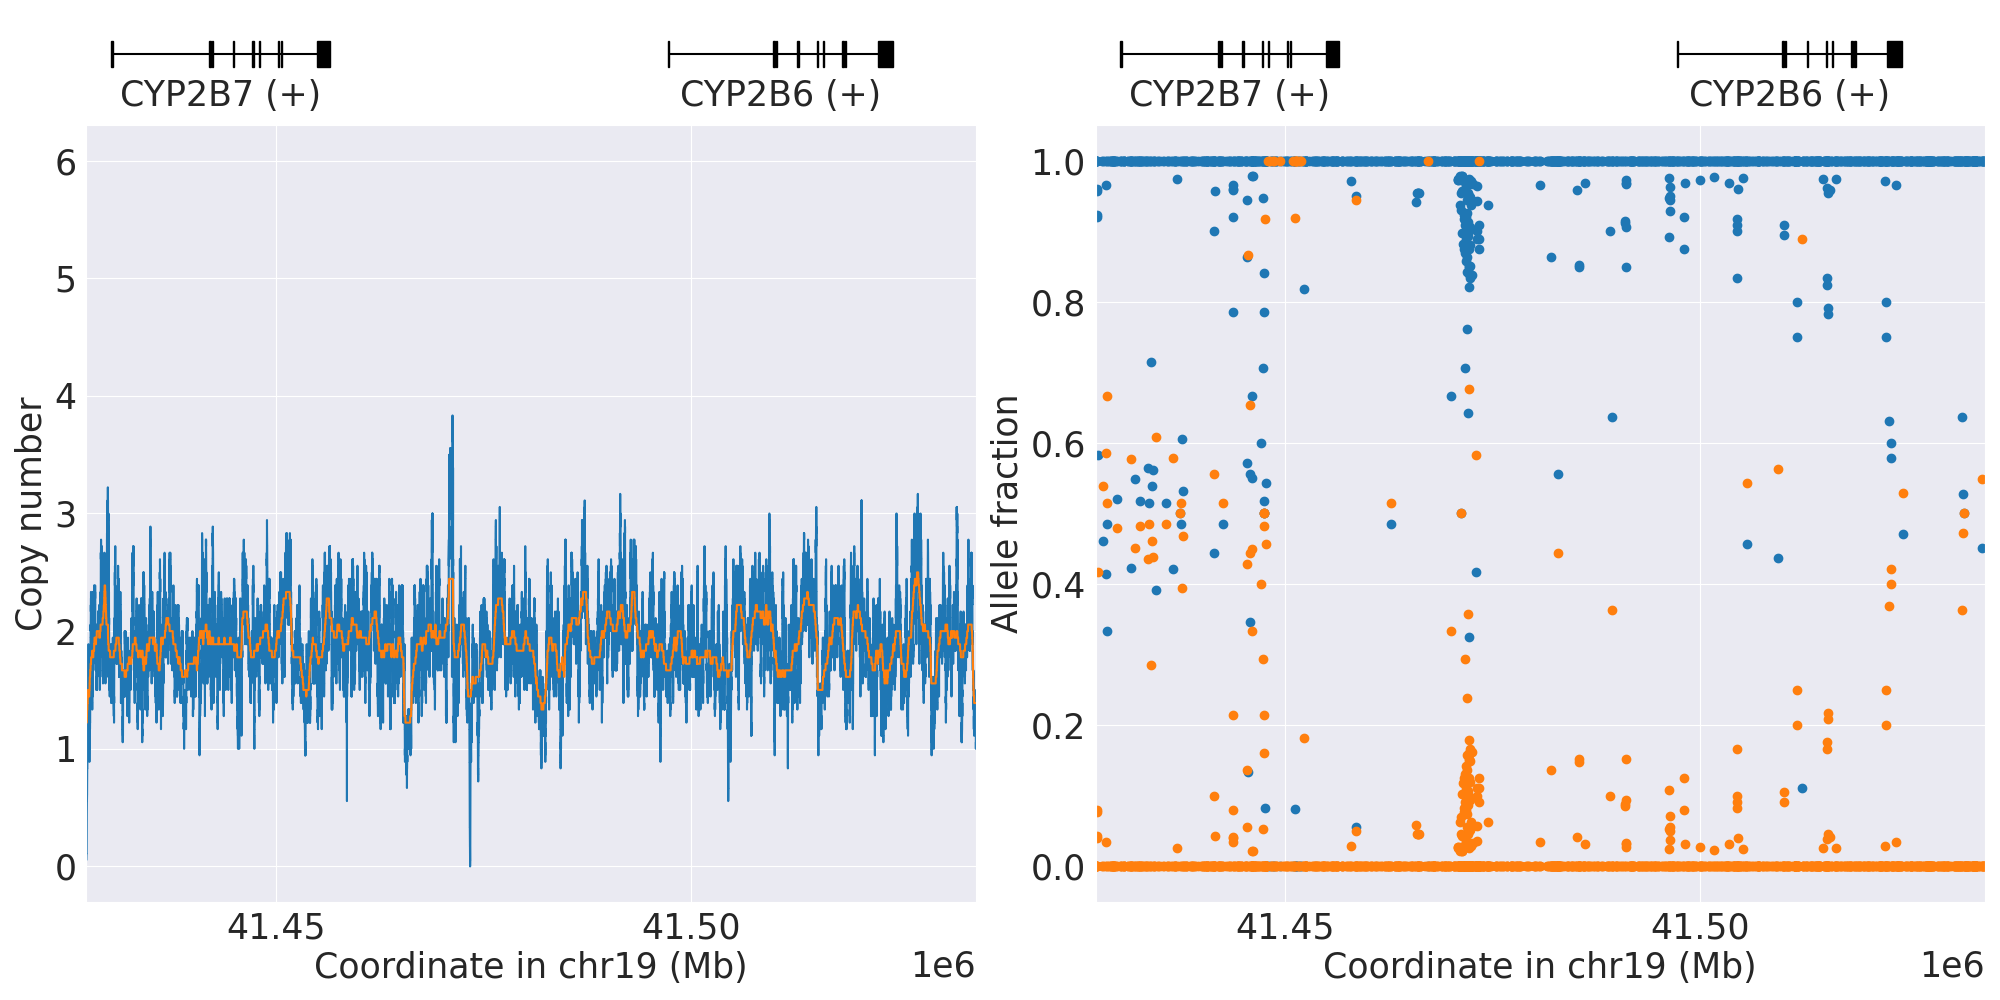 CYP2B7 (+)
CYP2B6 (+)
6
5
4
3
2
1
0
Copy number
41.45
41.50
Coordinate in chr19 (Mb)
1e6
CYP2B7 (+)
CYP2B6 (+)
1.0
0.8
0.6
0.4
0.2
0.0
Allele fraction
41.45
41.50
Coordinate in chr19 (Mb)
1e6